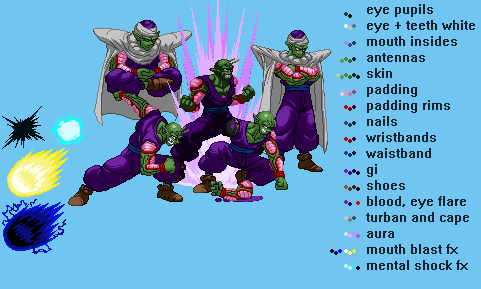 eye pupils
eye + teeth white
mouth insides
antennas
skin
padding
padding rims
nails
wristbands
waistband
gi
shoes
blood, eye flare
turban and cape
aura
mouth blast fx
mental shock fx